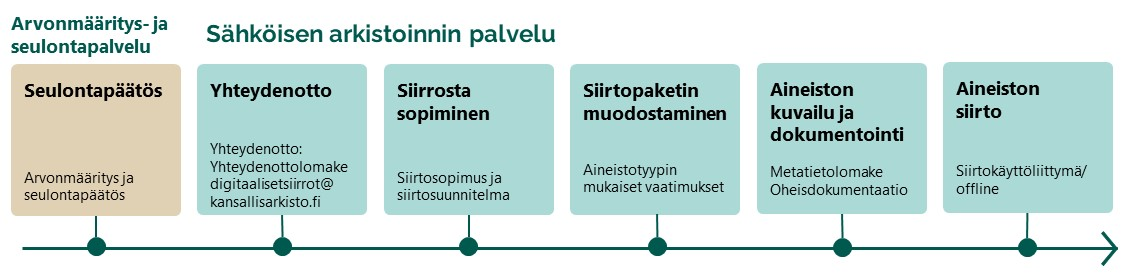 Arvonmääritys- ja
seulontapalvelu
Sähköisen arkistoinnin palvelu
Seulontapäätös
Arvonmääritys ja
seulontapäätös
Yhteydenotto
Yhteydenotto:
Yhteydenottolomake
digitaalisetsiirrot@
kansallisarkisto.fi
Siirrosta
sopiminen
Siirtosopimus ja
siirtosuunnitelma
Siirtopaketin
muodostaminen
Aineistotyypin
mukaiset vaatimukset
Aineiston
kuvailu ja
dokumentointi
Metatietolomake
Oheisdokumentaatio
Aineiston
siirto
Siirtokäyttöliittymä/
offline